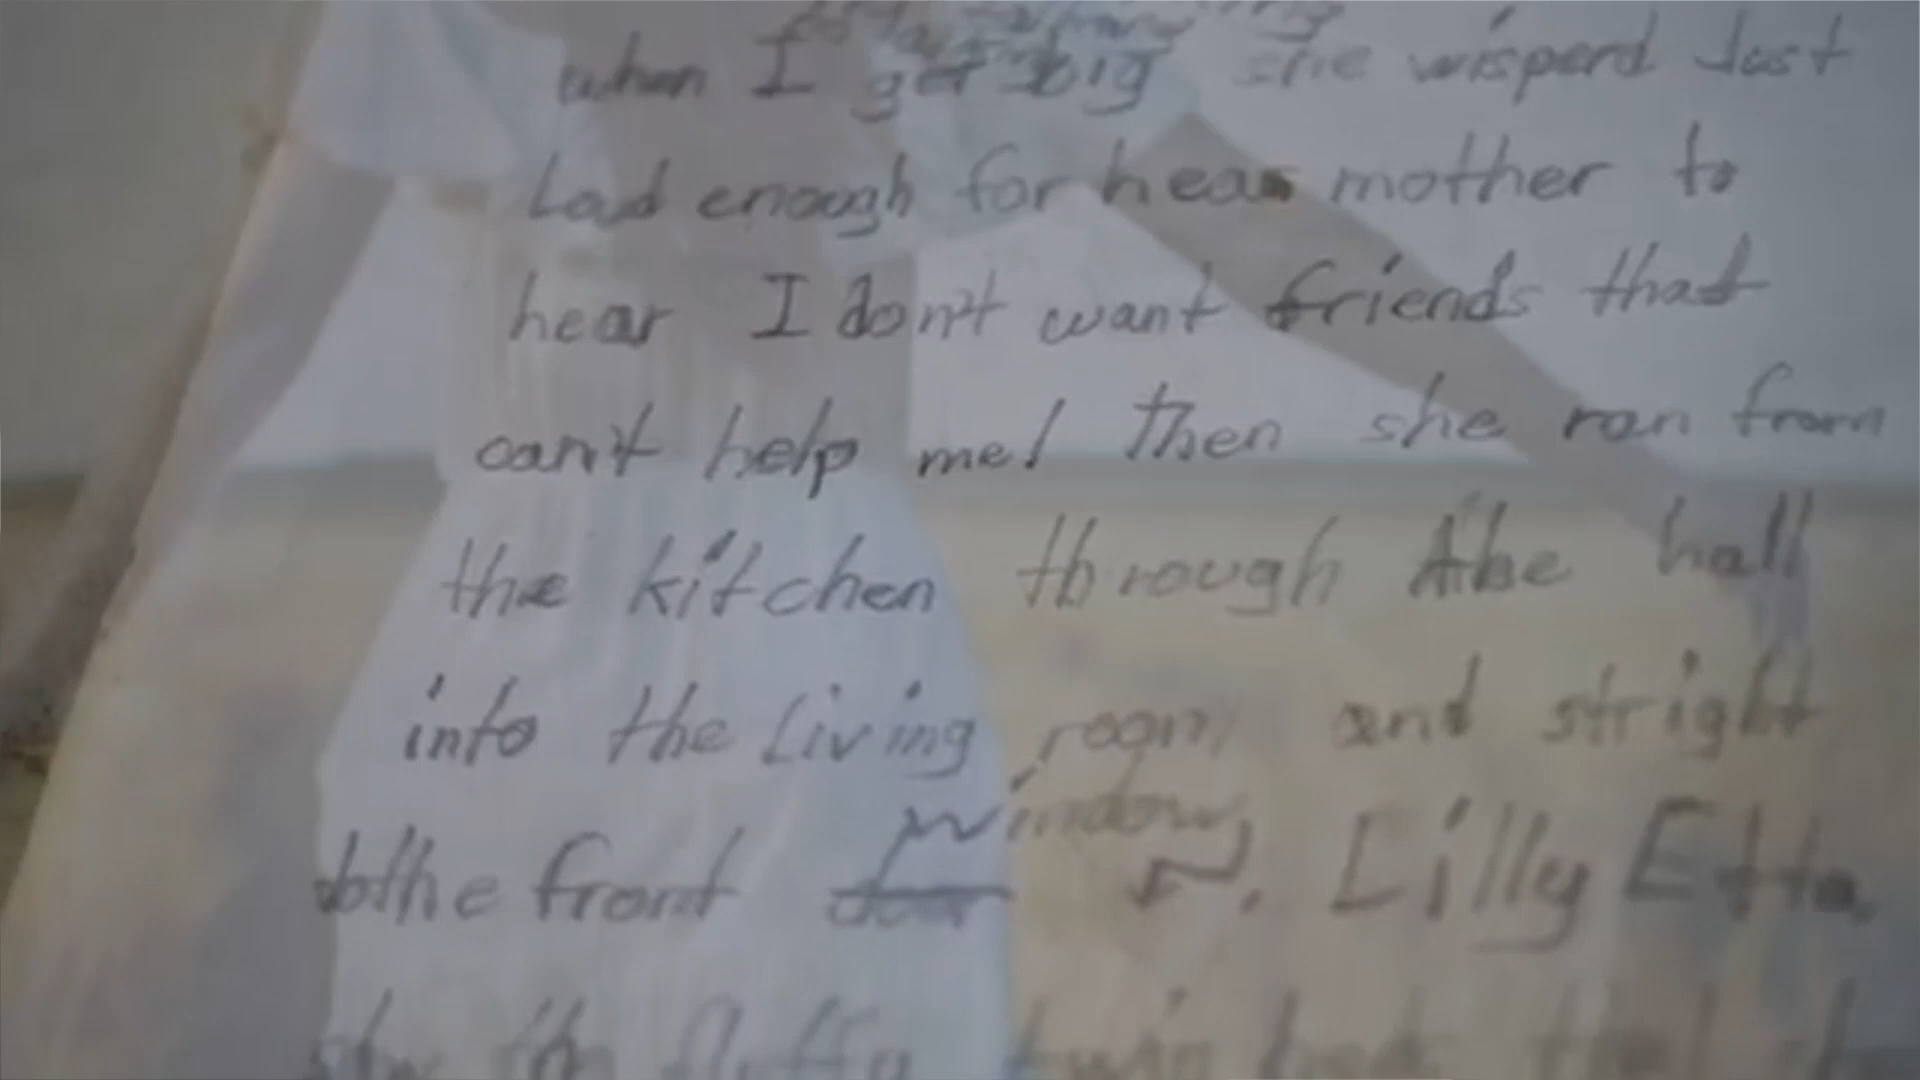 when I get big she wisperd Just
Loud enough for hear mother to
hear I don't want friends that
can't help me! Then she ran from
the kitchen through the hall
into the Living room and stright
window
to the front door . Lilly Etta